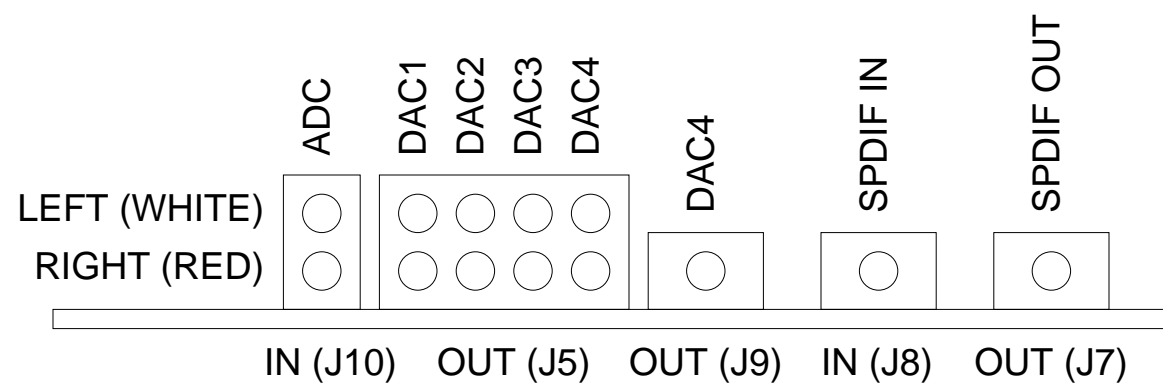 ADC
DAC1
DAC2
DAC3
DAC4
DAC4
SPDIF IN
SPDIF OUT
LEFT (WHITE)
RIGHT (RED)
IN (J10)
OUT (J5)
OUT (J9)
IN (J8)
OUT (J7)